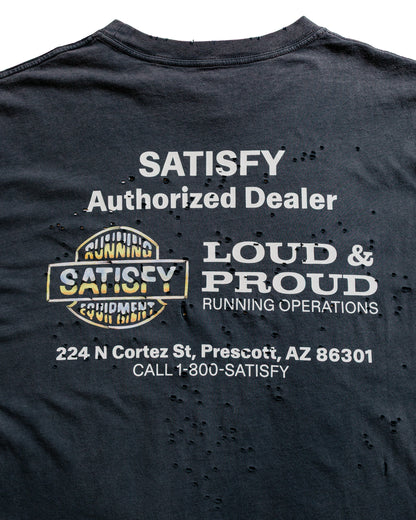 SATISFY
Authorized Dealer
RUNNING
SATISFY
EQUIPMENT
LOUD &
PROUD
RUNNING OPERATIONS
224 N Cortez St, Prescott, AZ 86301
CALL 1-800-SATISFY